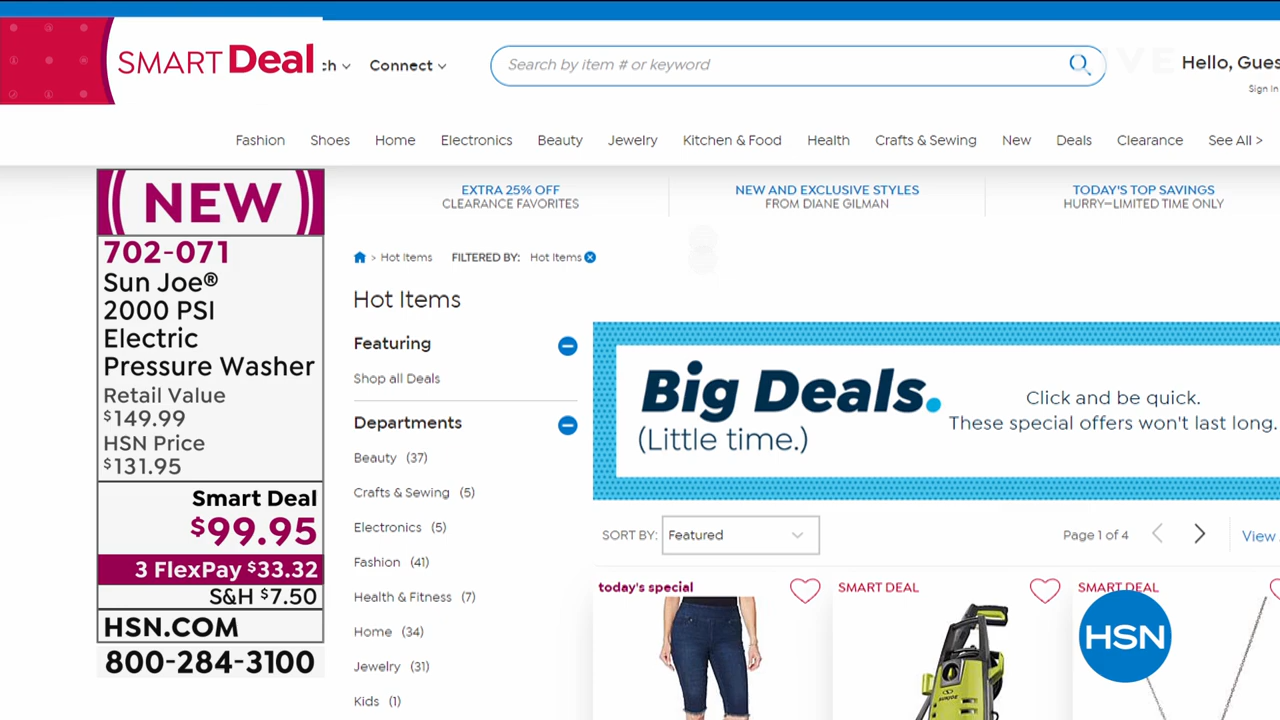 SMART Deal
ch
Connect
Search by item # or keyword
LIVE
Hello, Gues
Sign In
Fashion
Shoes
Home
Electronics
Beauty
Jewelry
Kitchen & Food
Health
Crafts & Sewing
New
Deals
Clearance
See All >
NEW
702-071
Sun Joe®
2000 PSI
Electric
Pressure Washer
Retail Value
$149.99
HSN Price
$131.95
Smart Deal
$99.95
3 FlexPay $33.32
S&H $7.50
HSN.COM
800-284-3100
EXTRA 25% OFF
CLEARANCE FAVORITES
NEW AND EXCLUSIVE STYLES
FROM DIANE GILMAN
TODAY'S TOP SAVINGS
HURRY—LIMITED TIME ONLY
> Hot Items
FILTERED BY:
Hot Items
Hot Items
Featuring
Shop all Deals
Departments
Beauty (37)
Crafts & Sewing (5)
Electronics (5)
Fashion (41)
Health & Fitness (7)
Home (34)
Jewelry (31)
Kids (1)
Big Deals.
(Little time.)
Click and be quick.
These special offers won't last long.
SORT BY:
Featured
Page 1 of 4
View
today's special
SMART DEAL
SMART DEAL
SUNJOE
HSN